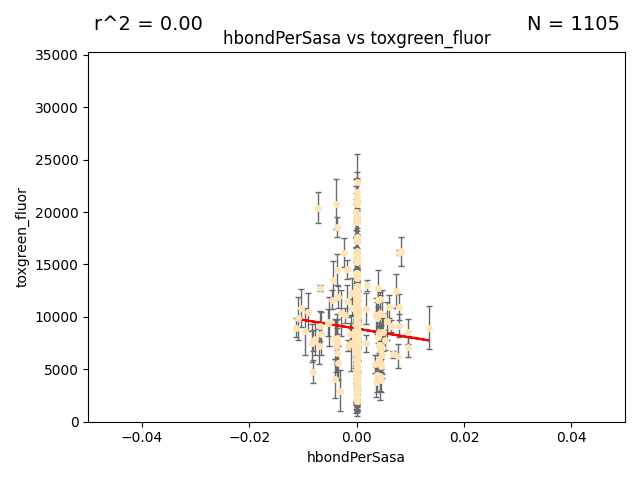 r^2 = 0.00
N = 1105
hbondPerSasa vs toxgreen_fluor
35000
30000
25000
20000
15000
10000
5000
0
toxgreen_fluor
−0.04
−0.02
0.00
0.02
0.04
hbondPerSasa